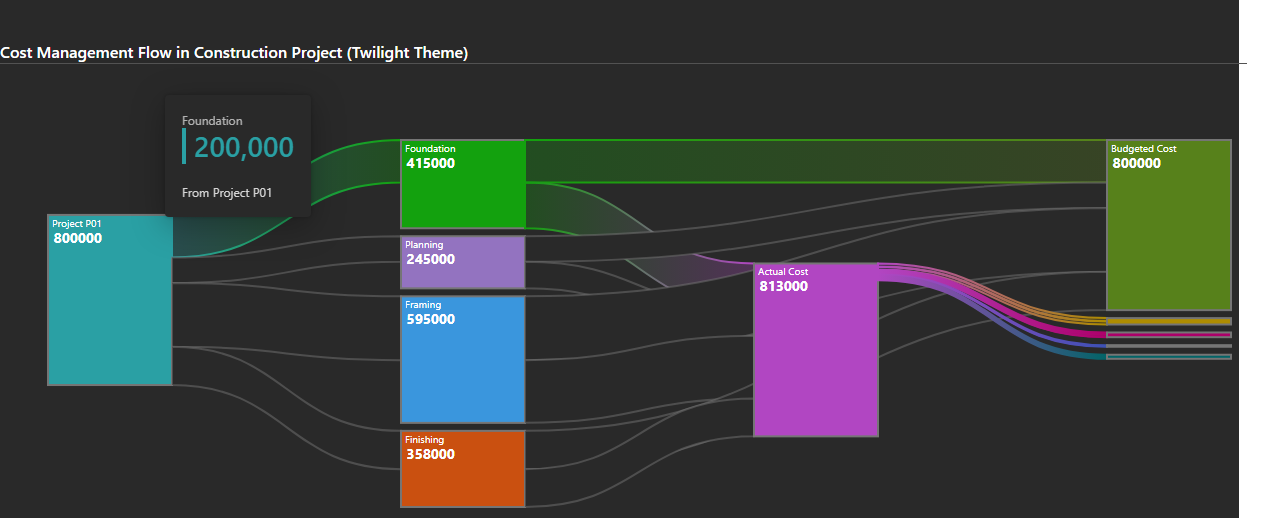 Cost Management Flow in Construction Project (Twilight Theme)
Foundation
200,000
From Project P01
Project P01
800000
Foundation
415000
Planning
245000
Framing
595000
Finishing
358000
Actual Cost
813000
Budgeted Cost
800000